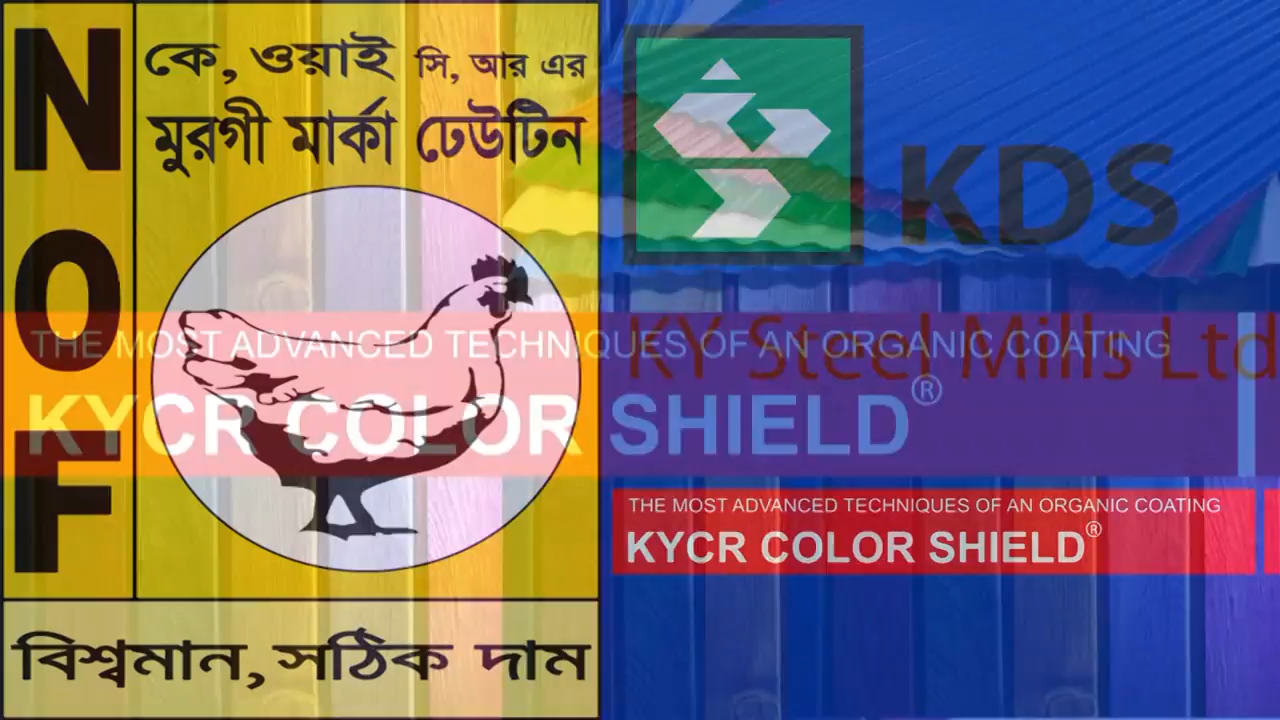 NOF
কে, ওয়াই সি, আর এর
মুরগী মার্কা ঢেউটিন
বিশ্বমান, সঠিক দাম
KDS
KY Steel Mills Ltd
THE MOST ADVANCED TECHNIQUES OF AN ORGANIC COATING
KYCR COLOR SHIELD®
THE MOST ADVANCED TECHNIQUES OF AN ORGANIC COATING
KYCR COLOR SHIELD®